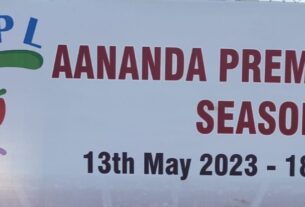 PL
AANANDA PREM
SEASO
13th May 2023 - 18